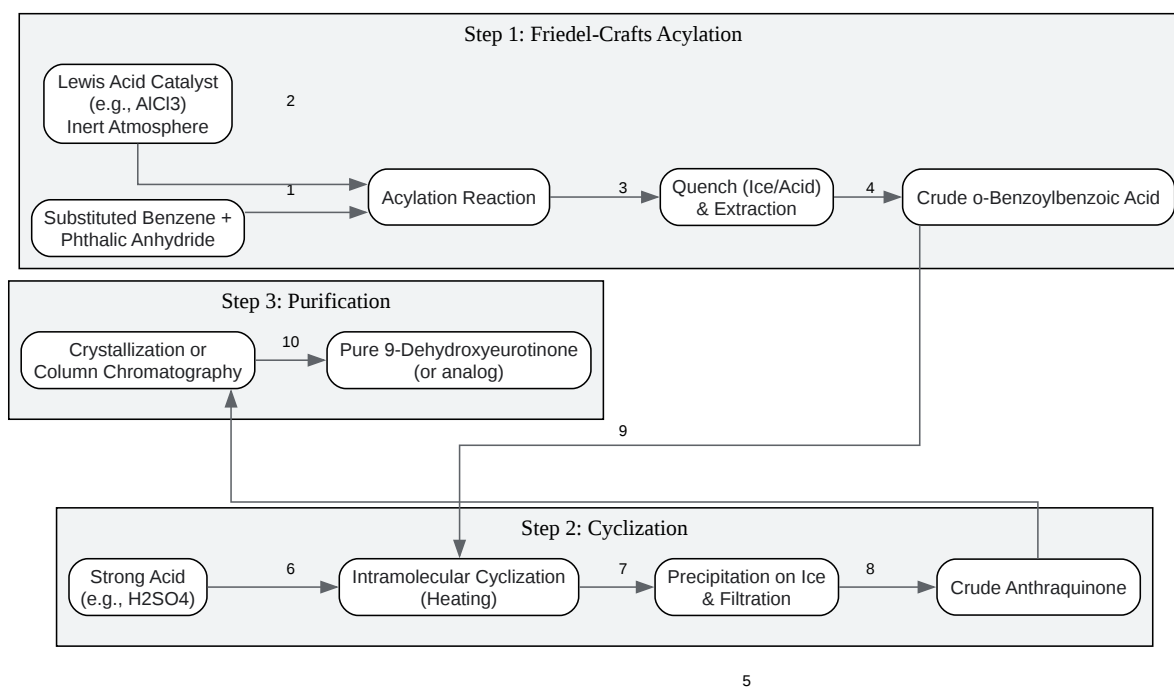 Step 1: Friedel-Crafts Acylation
Lewis Acid Catalyst
(e.g., AlCl3)
Inert Atmosphere
2
1
Substituted Benzene +
Phthalic Anhydride
Acylation Reaction
3
Quench (Ice/Acid)
& Extraction
4
Crude o-Benzoylbenzoic Acid
Step 3: Purification
Crystallization or
Column Chromatography
10
Pure 9-Dehydroxyeurotinone
(or analog)
9
Step 2: Cyclization
Strong Acid
(e.g., H2SO4)
6
Intramolecular Cyclization
(Heating)
7
Precipitation on Ice
& Filtration
8
Crude Anthraquinone
5